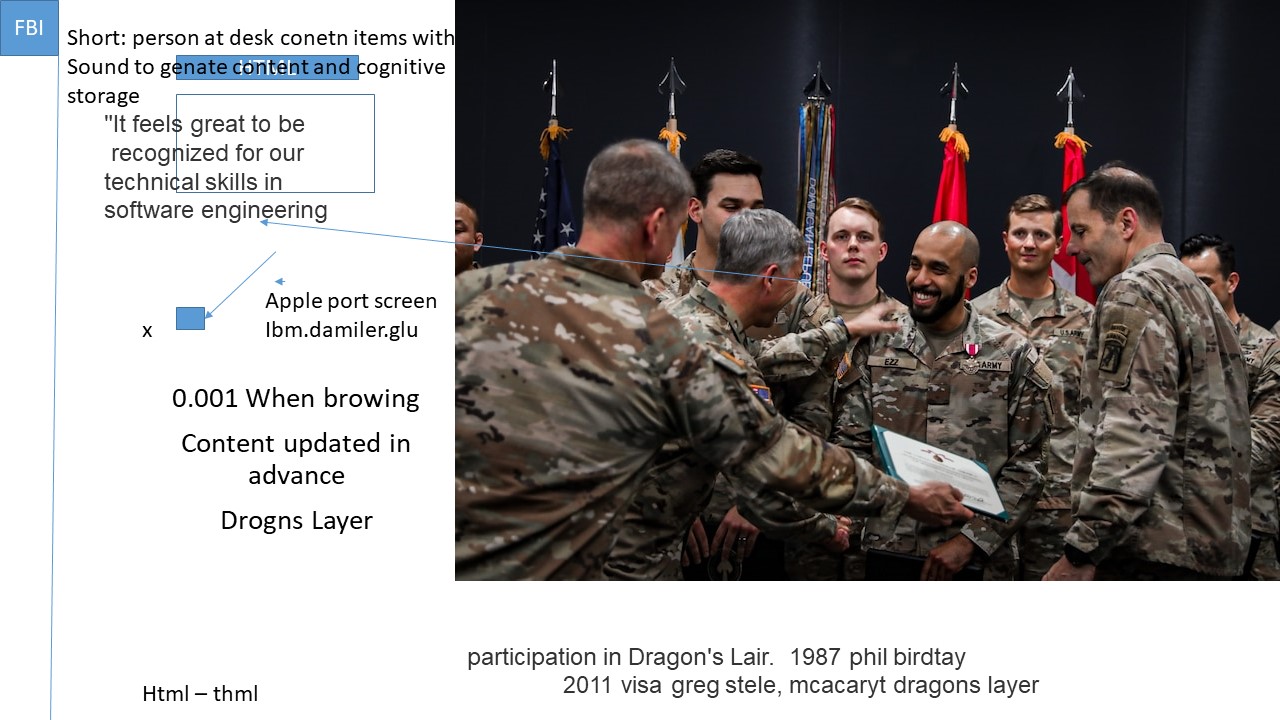 FBI
Short: person at desk conetn items with
HTML
Sound to genate content and cognitive
storage
"It feels great to be
recognized for our
technical skills in
software engineering
Apple port screen
x
Ibm.damiler.glu
0.001 When browing
Content updated in
advance
Drogns Layer
EZZ
ARMY
U.S. ARMY
participation in Dragon's Lair. 1987 phil birdtay
2011 visa greg stele, mcacaryt dragons layer
Html – thml